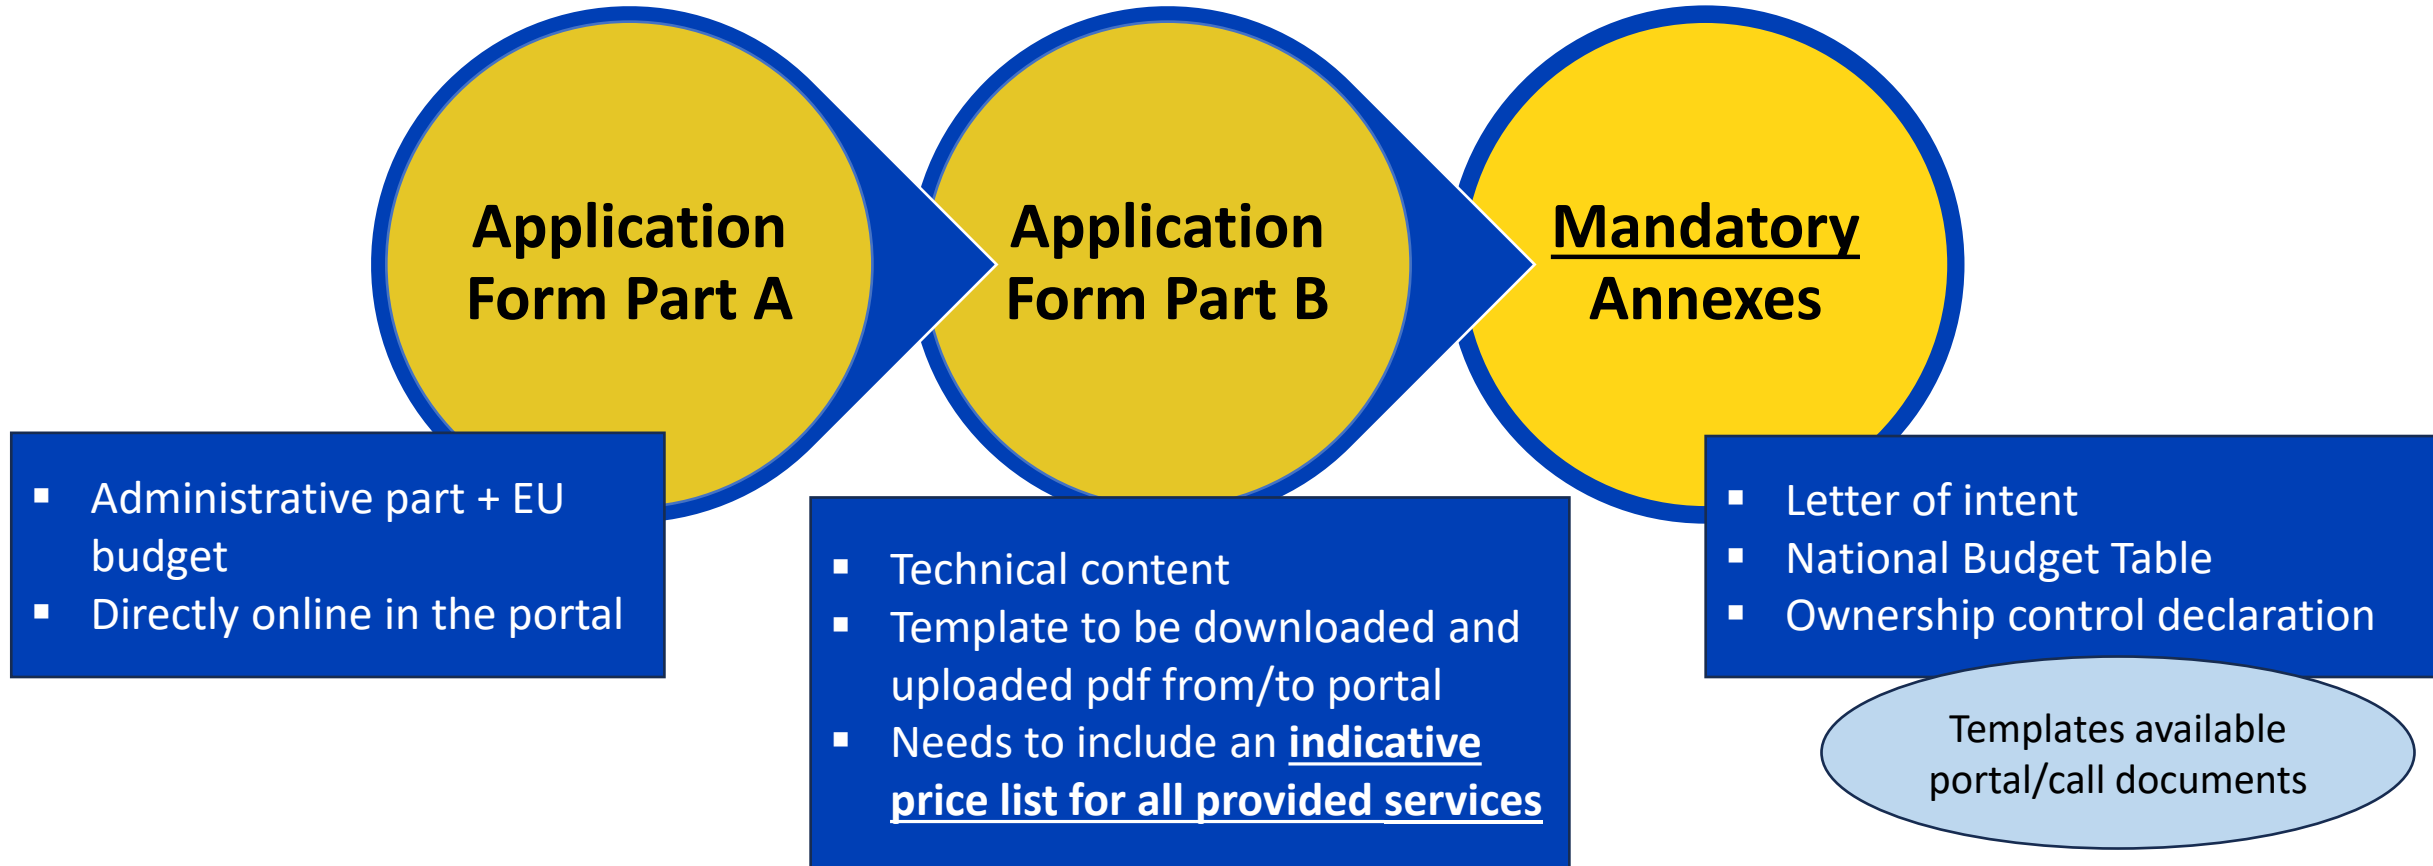 Application
Form Part A
Application
Form Part B
Mandatory
Annexes
▪ Administrative part + EU
budget
▪ Directly online in the portal
▪ Technical content
▪ Template to be downloaded and
uploaded pdf from/to portal
▪ Needs to include an indicative
price list for all provided services
▪ Letter of intent
▪ National Budget Table
▪ Ownership control declaration
Templates available
portal/call documents